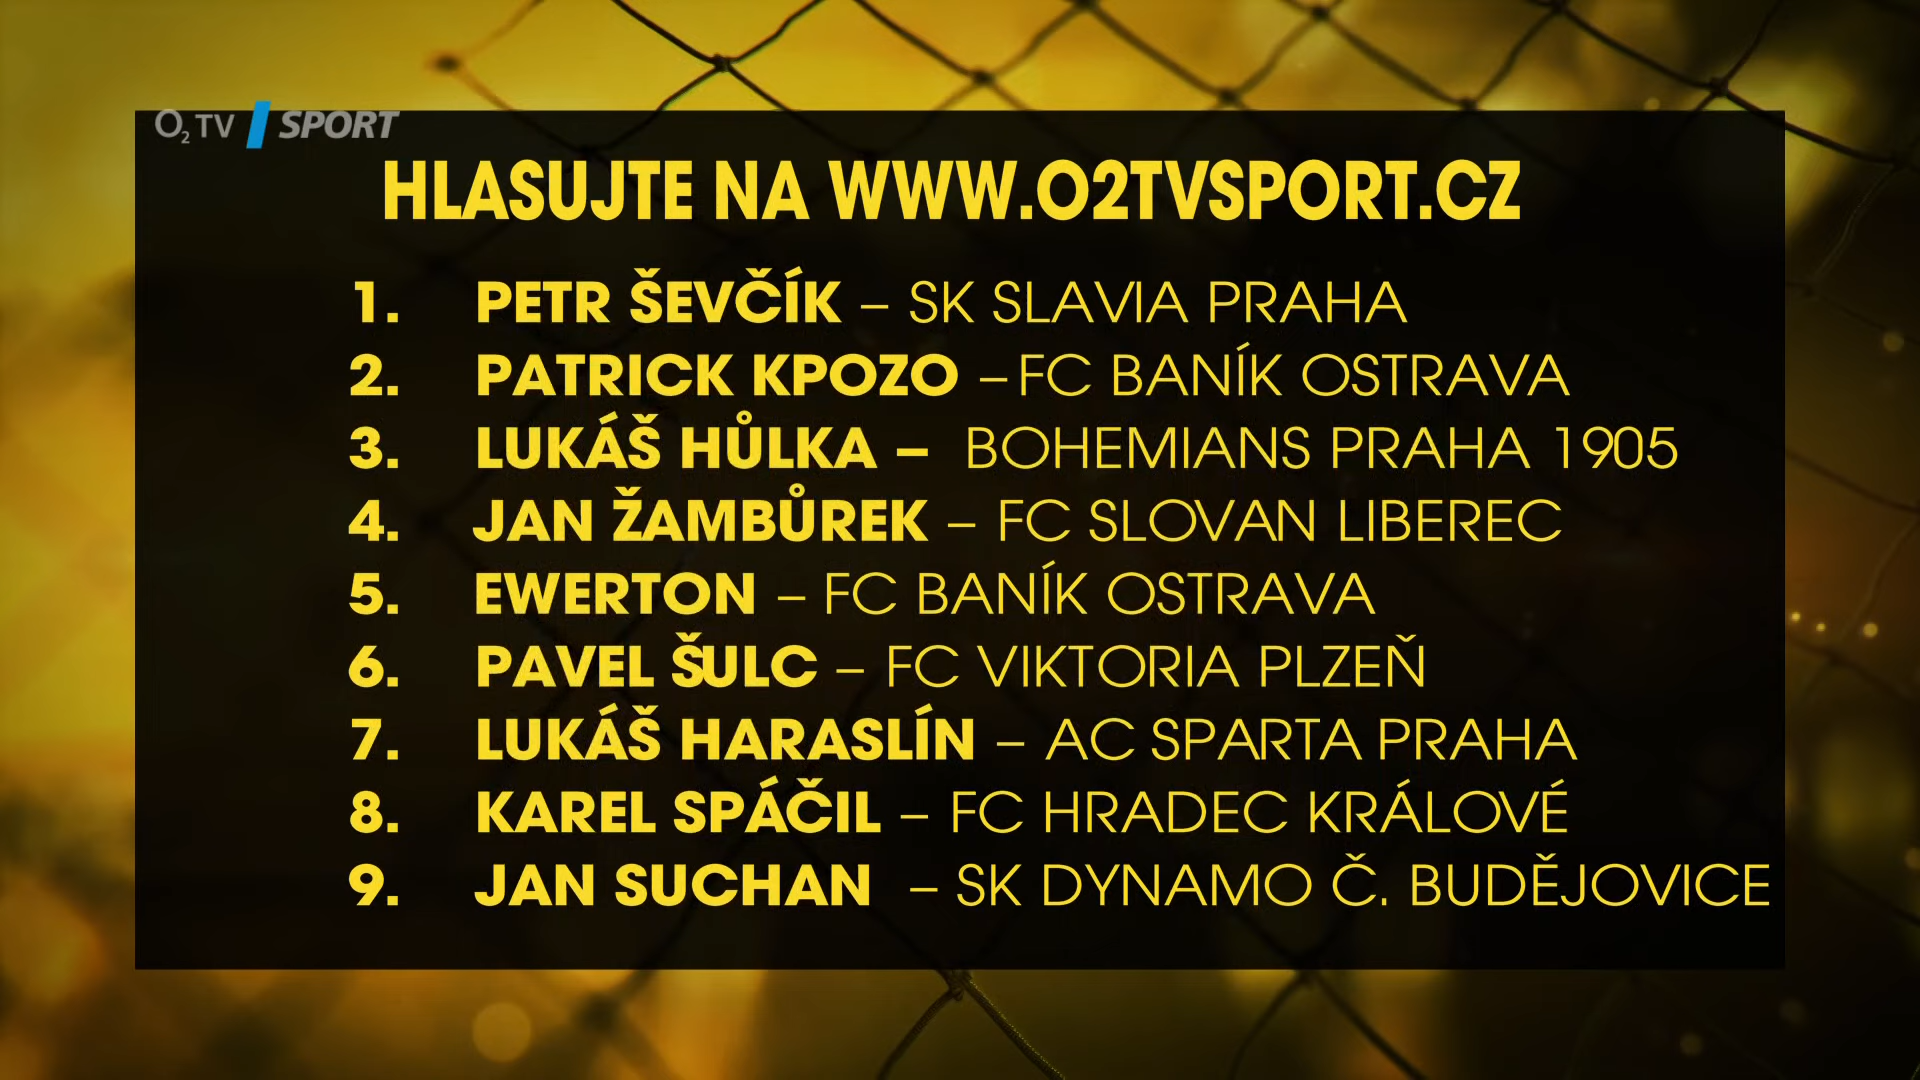 O2 TV SPORT
HLASUJTE NA WWW.O2TVSPORT.CZ
1. PETR ŠEVČÍK – SK SLAVIA PRAHA
2. PATRICK KPOZO – FC BANÍK OSTRAVA
3. LUKÁŠ HŮLKA – BOHEMIANS PRAHA 1905
4. JAN ŽAMBŮREK – FC SLOVAN LIBEREC
5. EWERTON – FC BANÍK OSTRAVA
6. PAVEL ŠULC – FC VIKTORIA PLZEŇ
7. LUKÁŠ HARASLÍN – AC SPARTA PRAHA
8. KAREL SPÁČIL – FC HRADEC KRÁLOVÉ
9. JAN SUCHAN – SK DYNAMO Č. BUDĚJOVICE